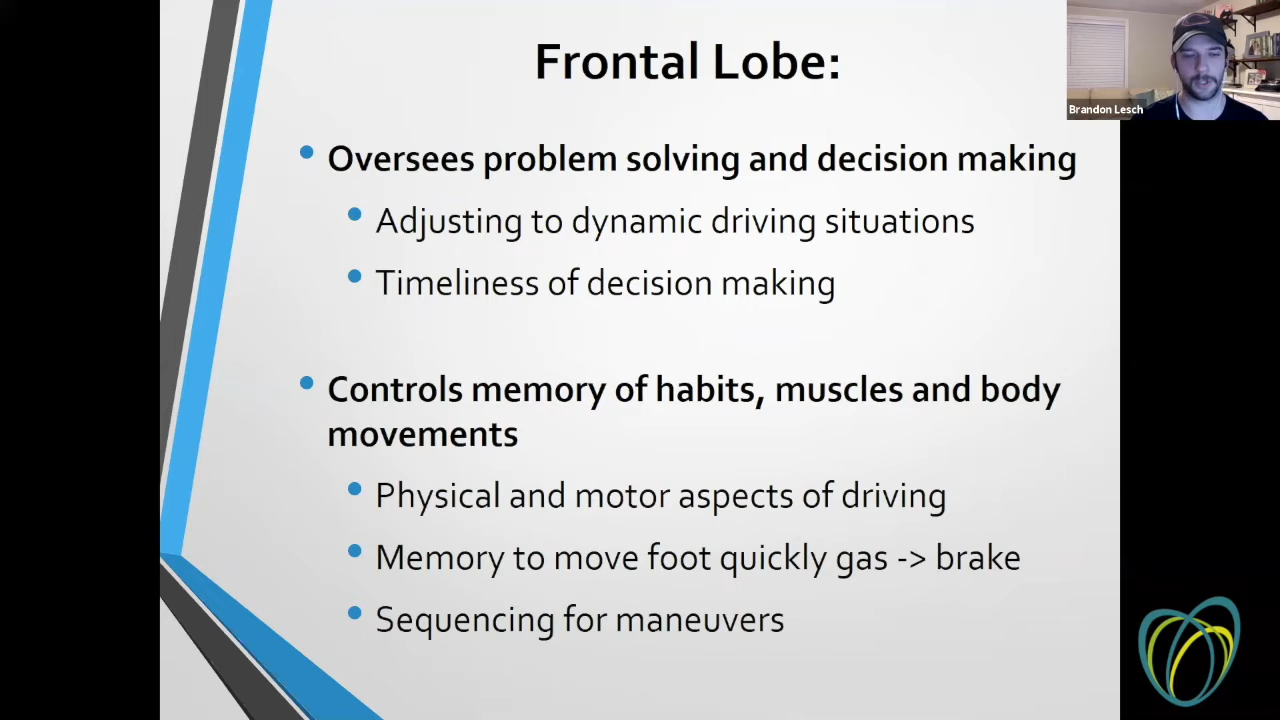 Frontal Lobe:
Brandon Lesch
• Oversees problem solving and decision making
• Adjusting to dynamic driving situations
• Timeliness of decision making
• Controls memory of habits, muscles and body
movements
• Physical and motor aspects of driving
• Memory to move foot quickly gas -> brake
• Sequencing for maneuvers